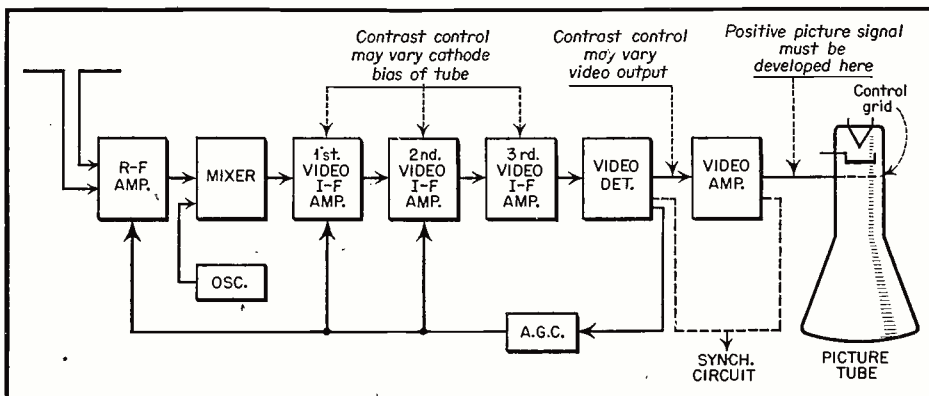 Contrast control
may vary cathode
bias of tube
Contrast control
may vary
video output
Positive picture signal
must be
developed here
Control
grid
R-F
AMP.
MIXER
1st.
VIDEO
I-F
AMP.
2nd.
VIDEO
I-F
AMP.
3rd.
VIDEO
I-F
AMP.
VIDEO
DET.
VIDEO
AMP.
OSC.
A.G.C.
SYNCH.
CIRCUIT
PICTURE
TUBE